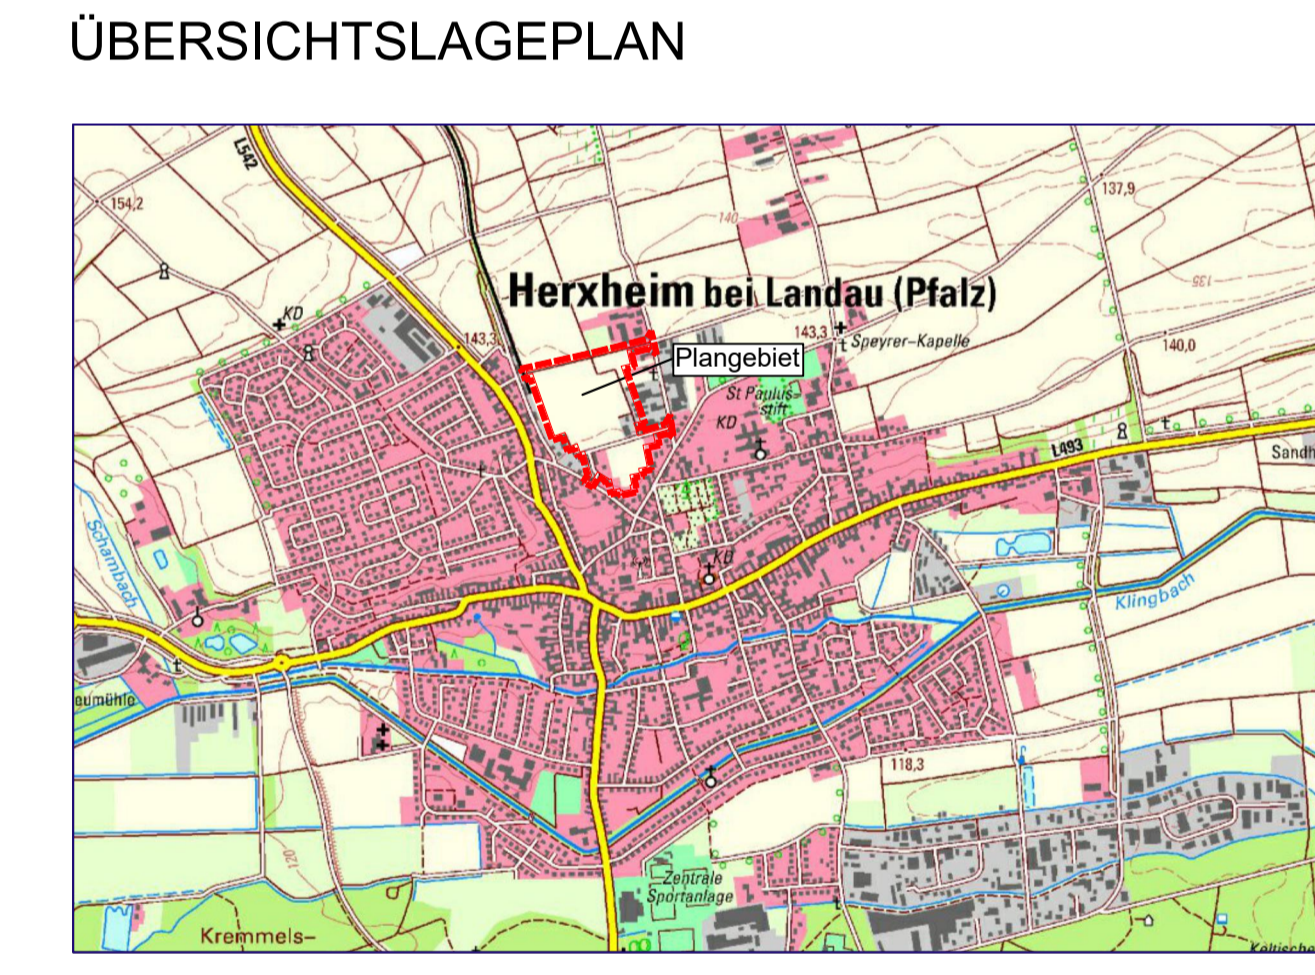 ÜBERSICHTSLAGEPLAN
L542
154,2
137,9
140
135
Herxheim bei Landau (Pfalz)
KD
143,3
143,3
Speyrer-Kapelle
140,0
Plangebiet
St Paulus-
stift
KD
L493
Sandh
Schambach
KD
Klingbach
eumühle
118,3
120
Zentrale
Sportanlage
Kremmels-
Keltische